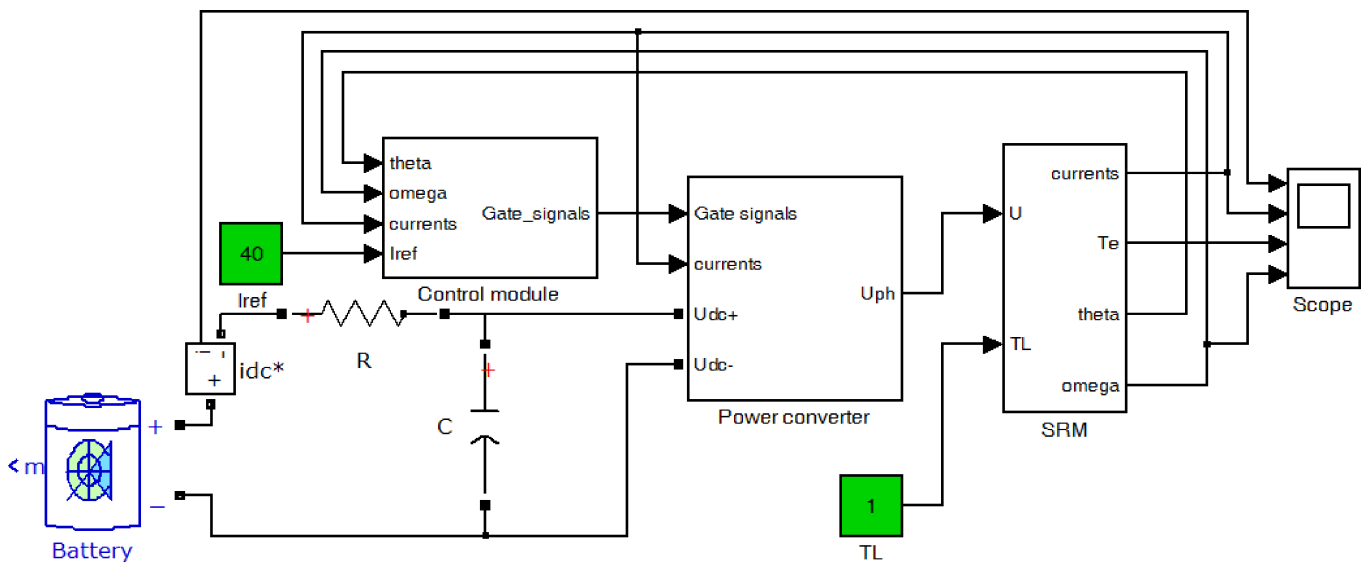 theta
omega
currents
Iref
Gate_signals
Control module
40
Iref
Gate signals
currents
Udc+
Udc-
Uph
Power converter
U
TL
currents
Te
theta
omega
SRM
Scope
+
R
i
-
+
idc*
+
C
+
< m
−
Battery
1
TL